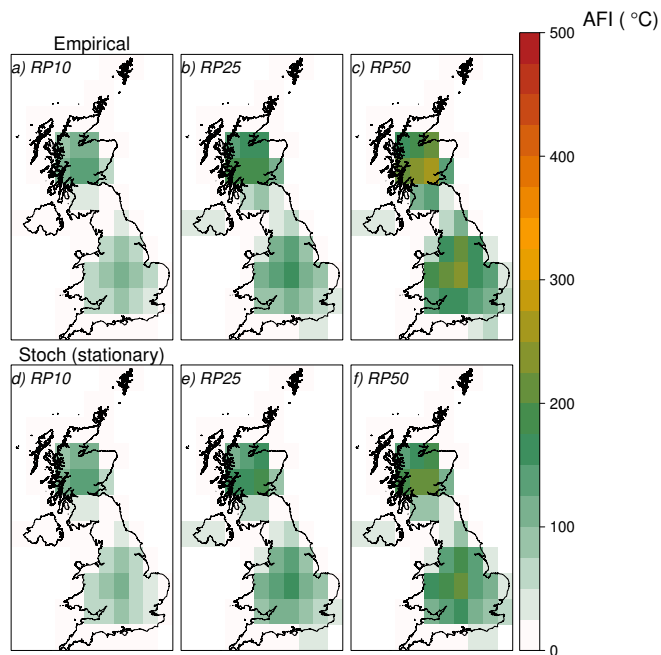 AFI ( °C)
Empirical
a) RP10
b) RP25
c) RP50
500
400
300
200
100
0
Stoch (stationary)
d) RP10
e) RP25
f) RP50